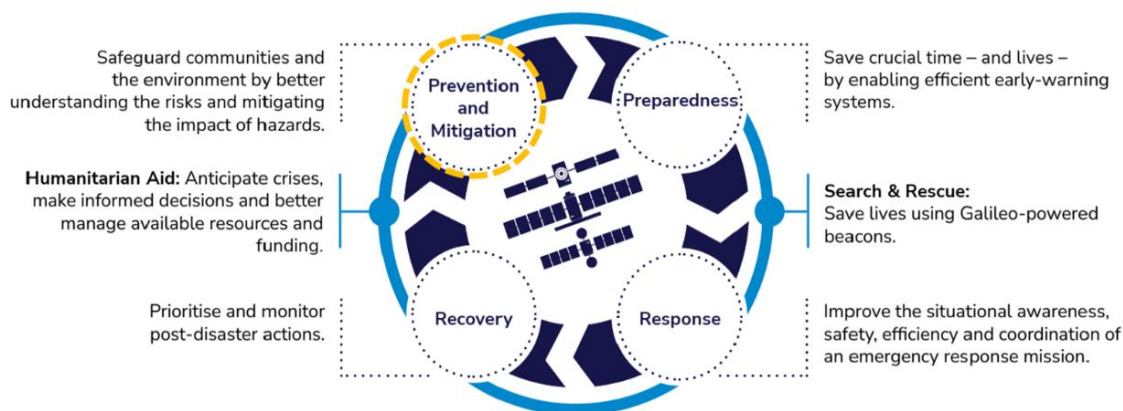 Safeguard communities and
the environment by better
understanding the risks and mitigating
the impact of hazards.
Prevention
and
Mitigation
Preparedness
Save crucial time – and lives –
by enabling efficient early-warning
systems.
Humanitarian Aid: Anticipate crises,
make informed decisions and better
manage available resources and
funding.
Search & Rescue:
Save lives using Galileo-powered
beacons.
Prioritise and monitor
post-disaster actions.
Recovery
Response
Improve the situational awareness,
safety, efficiency and coordination of
an emergency response mission.